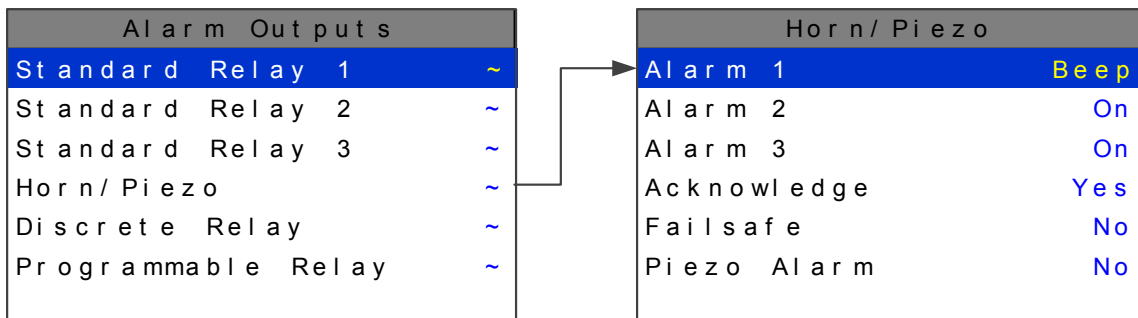 Alarm Outputs
Standard Relay 1 ~
Standard Relay 2 ~
Standard Relay 3 ~
Horn/Piezo ~
Discrete Relay ~
Programmable Relay ~
Horn/Piezo
Alarm 1 Beep
Alarm 2 On
Alarm 3 On
Acknowledge Yes
Failsafe No
Piezo Alarm No